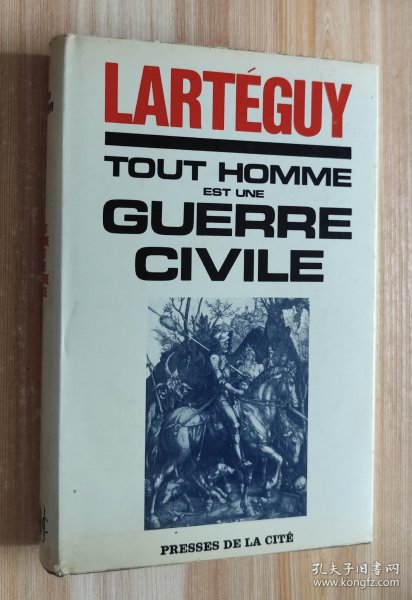 LARTÉGUY
TOUT HOMME
EST UNE
GUERRE
CIVILE
PRESSES DE LA CITÉ
孔夫子旧书网
www.kongfz.com